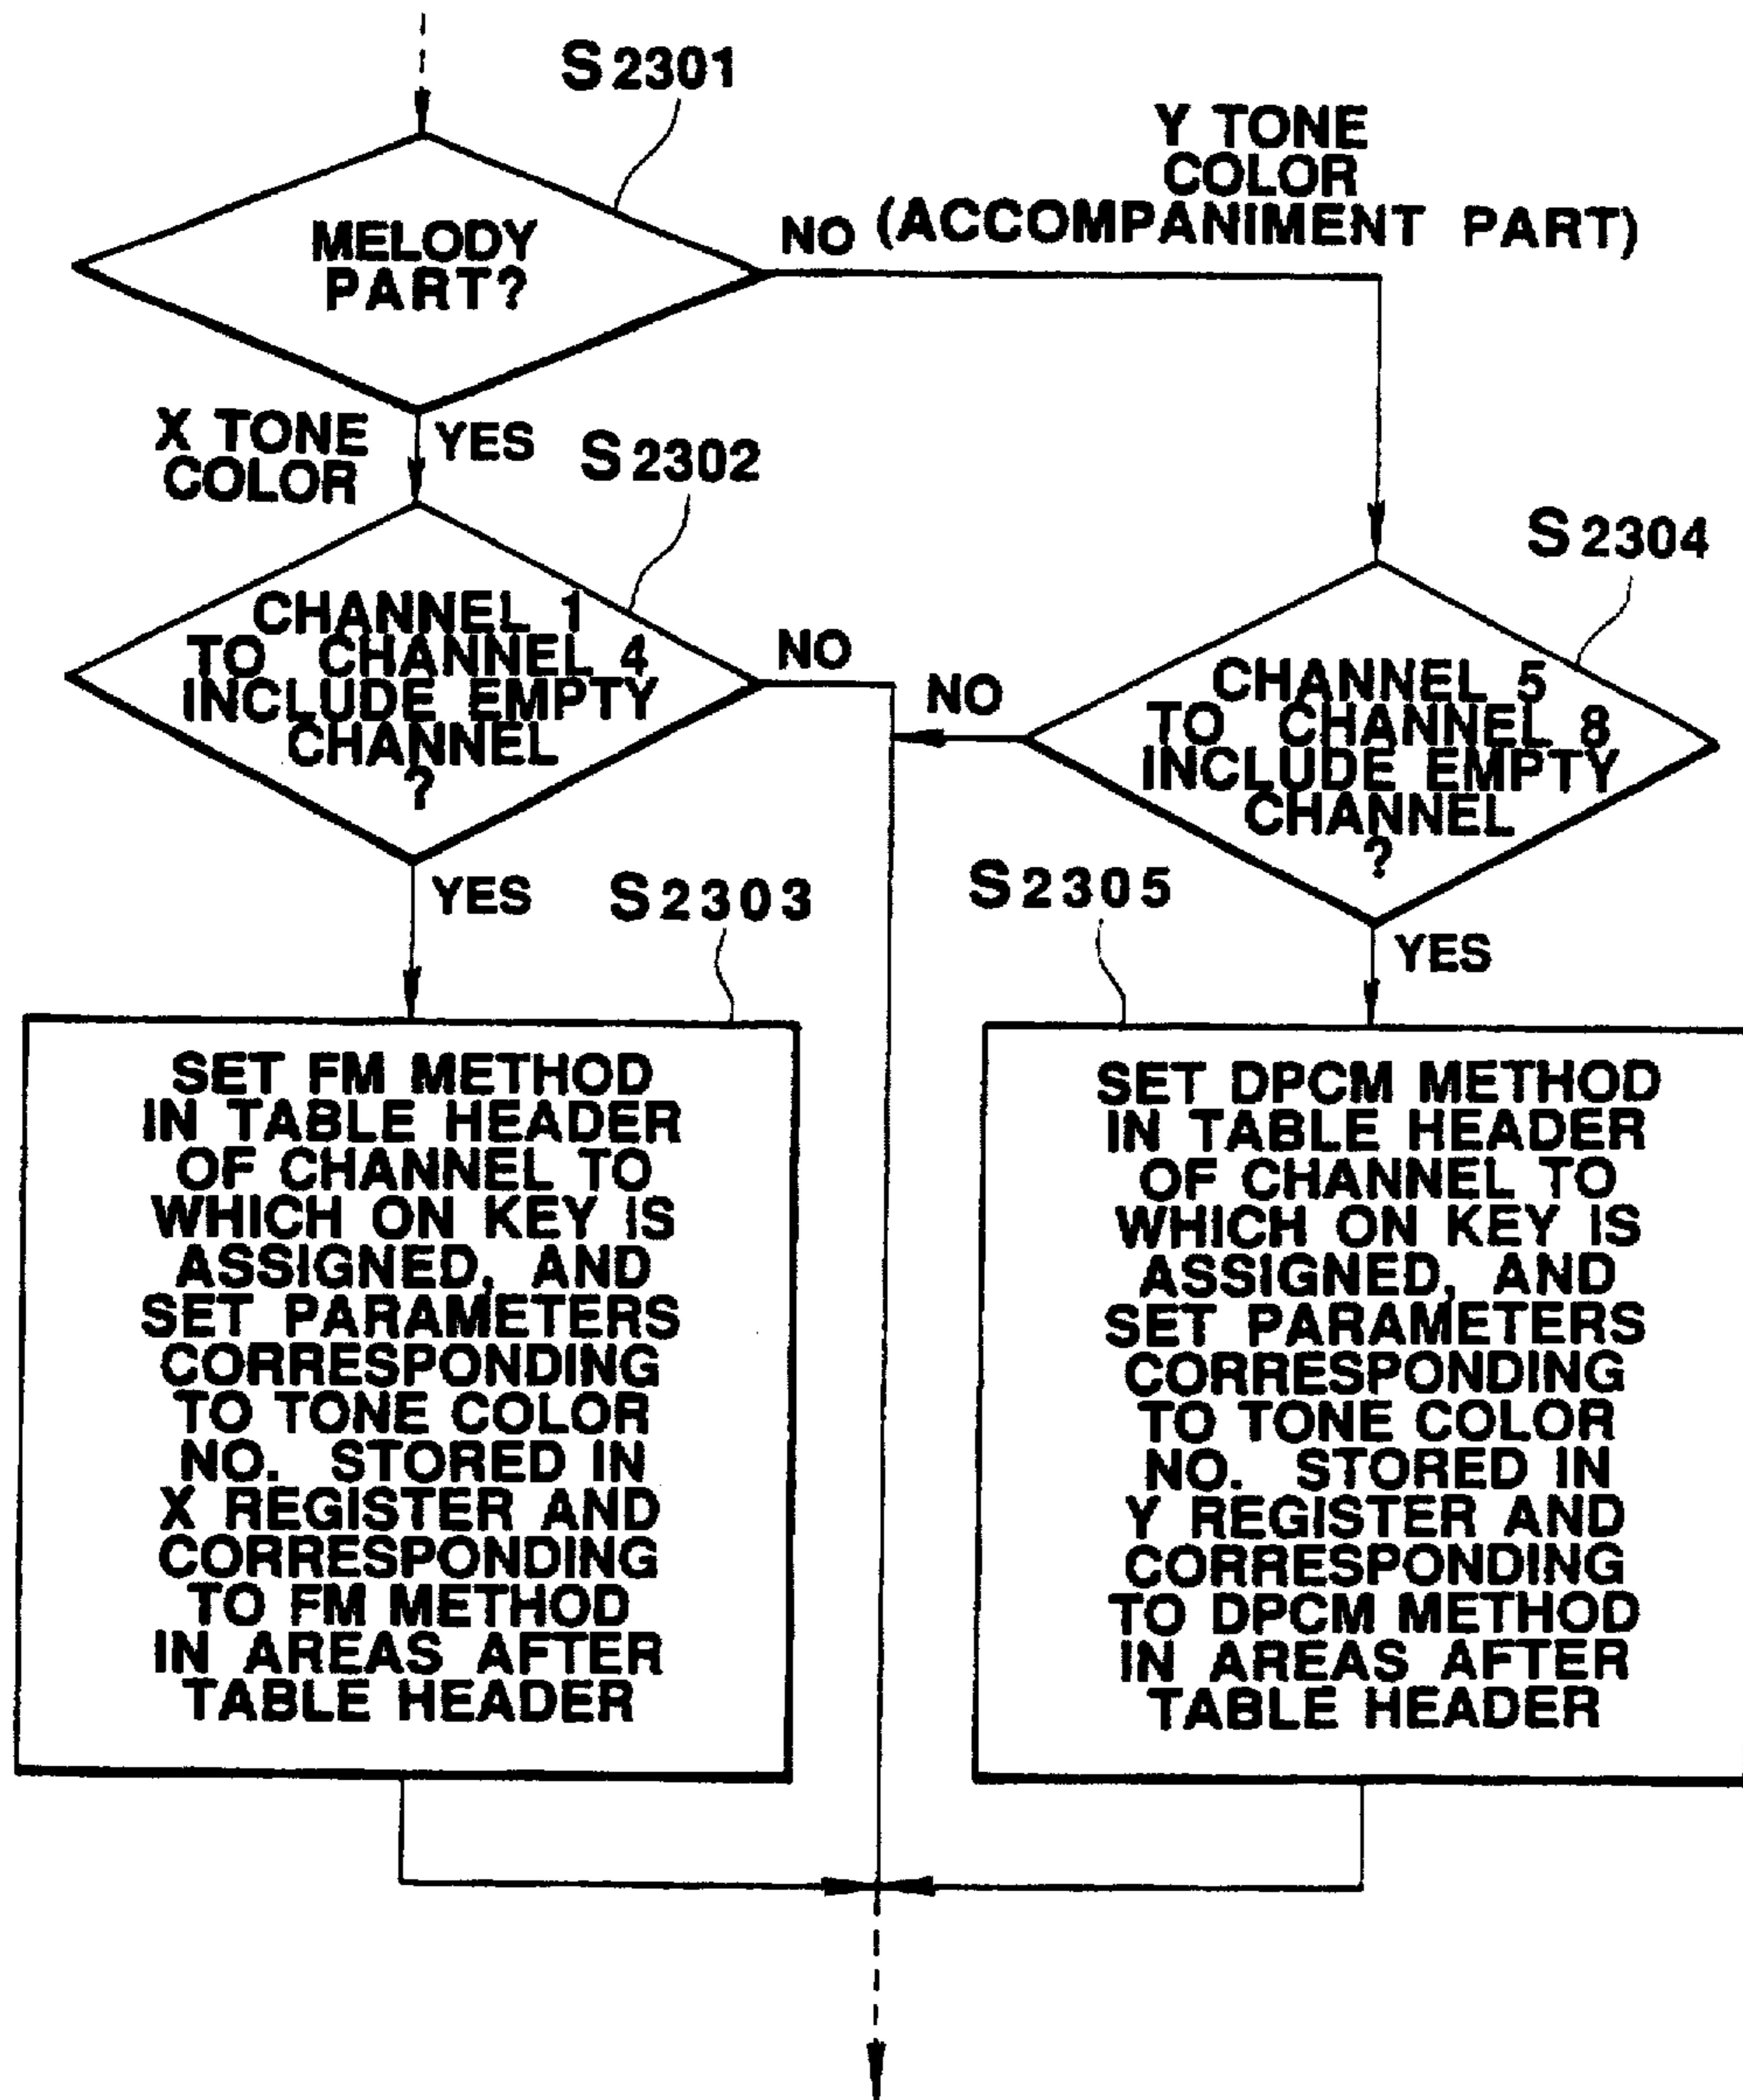 S2301
Y TONE
COLOR
NO (ACCOMPANIMENT PART)
MELODY
PART?
X TONE
COLOR
YES
S2302
S2304
CHANNEL 1
TO CHANNEL 4
INCLUDE EMPTY
CHANNEL
?
NO
NO
CHANNEL 5
TO CHANNEL 8
INCLUDE EMPTY
CHANNEL
?
YES
S2303
S2305
YES
SET FM METHOD
IN TABLE HEADER
OF CHANNEL TO
WHICH ON KEY IS
ASSIGNED, AND
SET PARAMETERS
CORRESPONDING
TO TONE COLOR
NO. STORED IN
X REGISTER AND
CORRESPONDING
TO FM METHOD
IN AREAS AFTER
TABLE HEADER
SET DPCM METHOD
IN TABLE HEADER
OF CHANNEL TO
WHICH ON KEY IS
ASSIGNED, AND
SET PARAMETERS
CORRESPONDING
TO TONE COLOR
NO. STORED IN
Y REGISTER AND
CORRESPONDING
TO DPCM METHOD
IN AREAS AFTER
TABLE HEADER